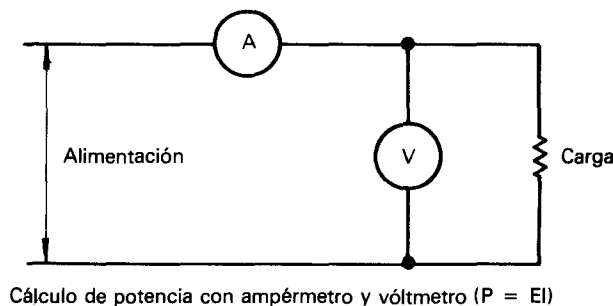 A
V
Alimentación
Carga
Cálculo de potencia con ampérmetro y vóltmetro (P = EI)